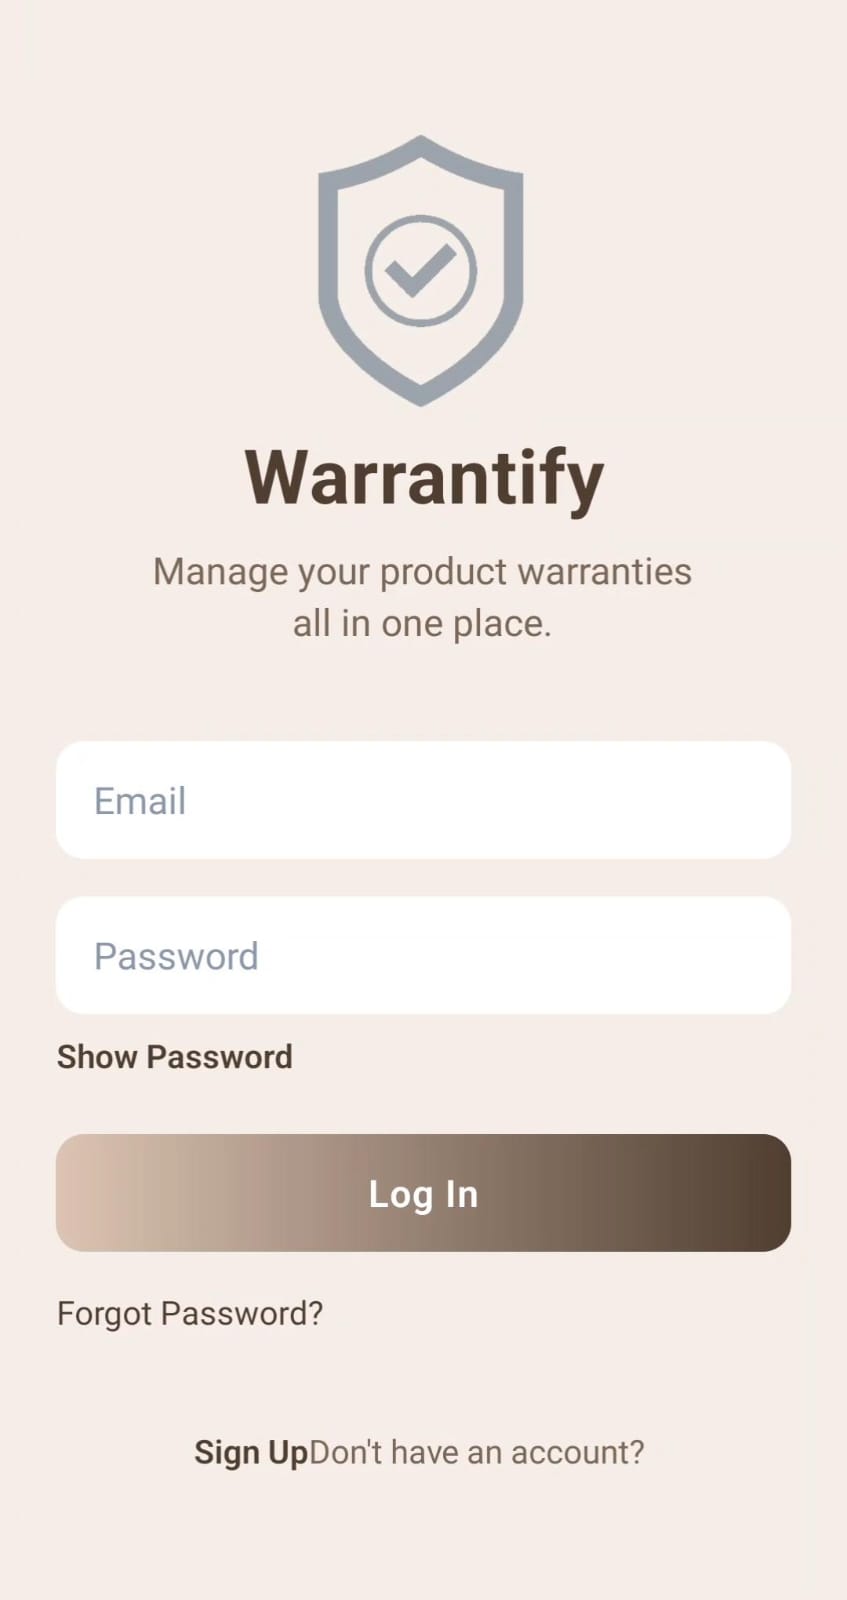 Warrantify
Manage your product warranties
all in one place.
Email
Password
Show Password
Log In
Forgot Password?
Sign UpDon't have an account?